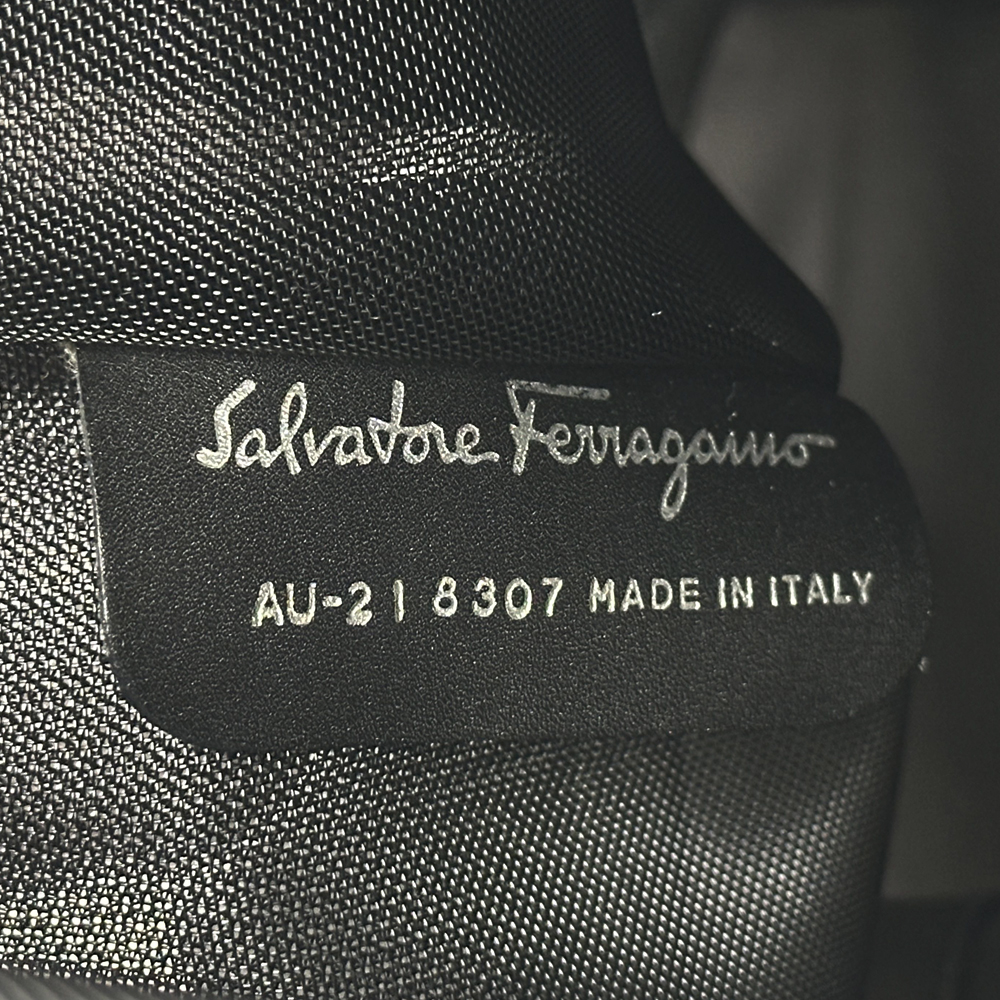 Salvatore Ferragamo
AU-21 8307 MADE IN ITALY